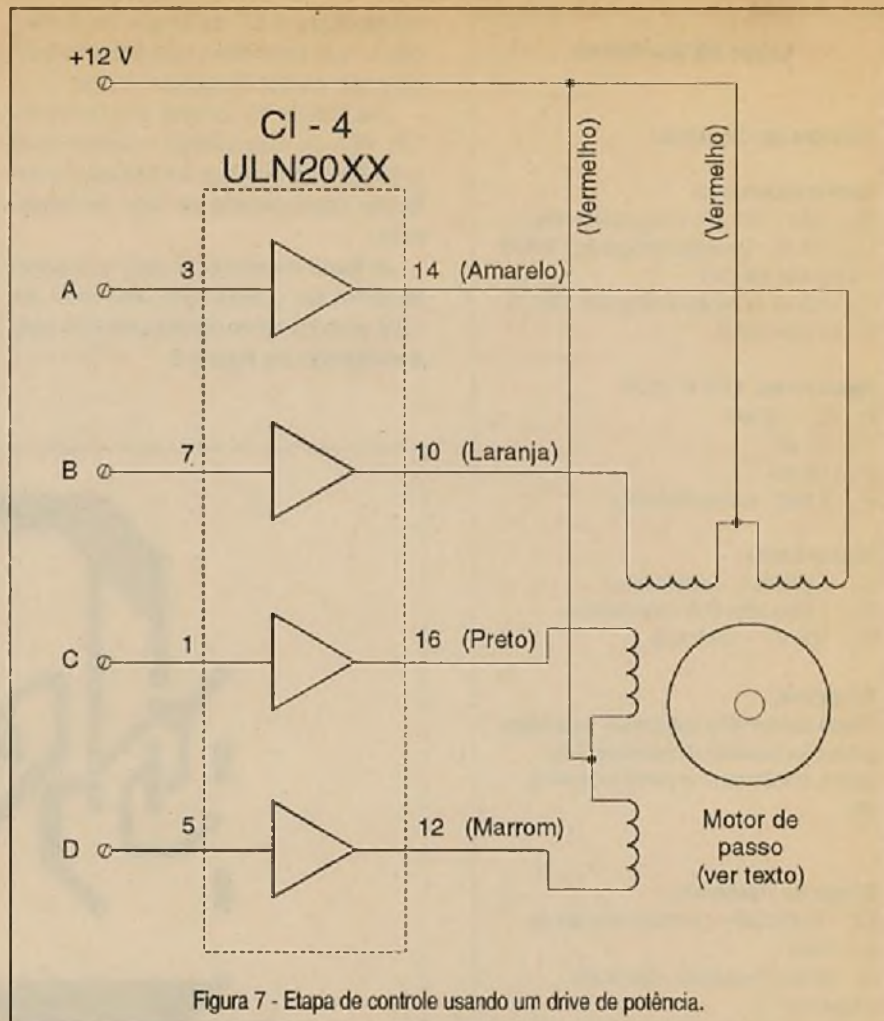 +12 V
CI - 4
ULN20XX
(Vermelho)
(Vermelho)
A
3
14 (Amarelo)
B
7
10 (Laranja)
C
1
16 (Preto)
D
5
12 (Marrom)
Motor de
passo
(ver texto)
Figura 7 - Etapa de controle usando um drive de potência.